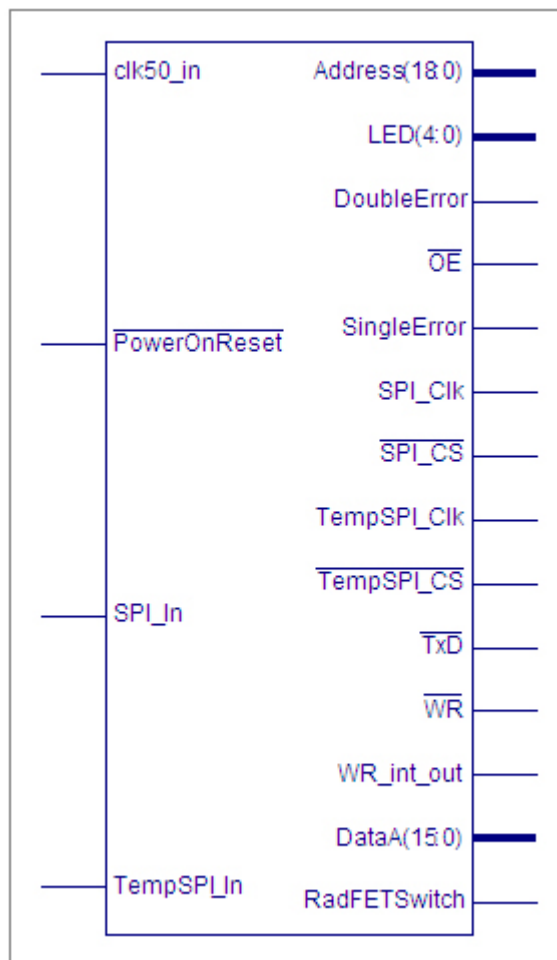 clk50_in
Address(18:0)
LED(4:0)
DoubleError
OE
PowerOnReset
SingleError
SPI_Clk
SPI_CS
TempSPI_Clk
TempSPI_CS
SPI_In
TxD
WR
WR_int_out
DataA(15:0)
TempSPI_In
RadFETSwitch